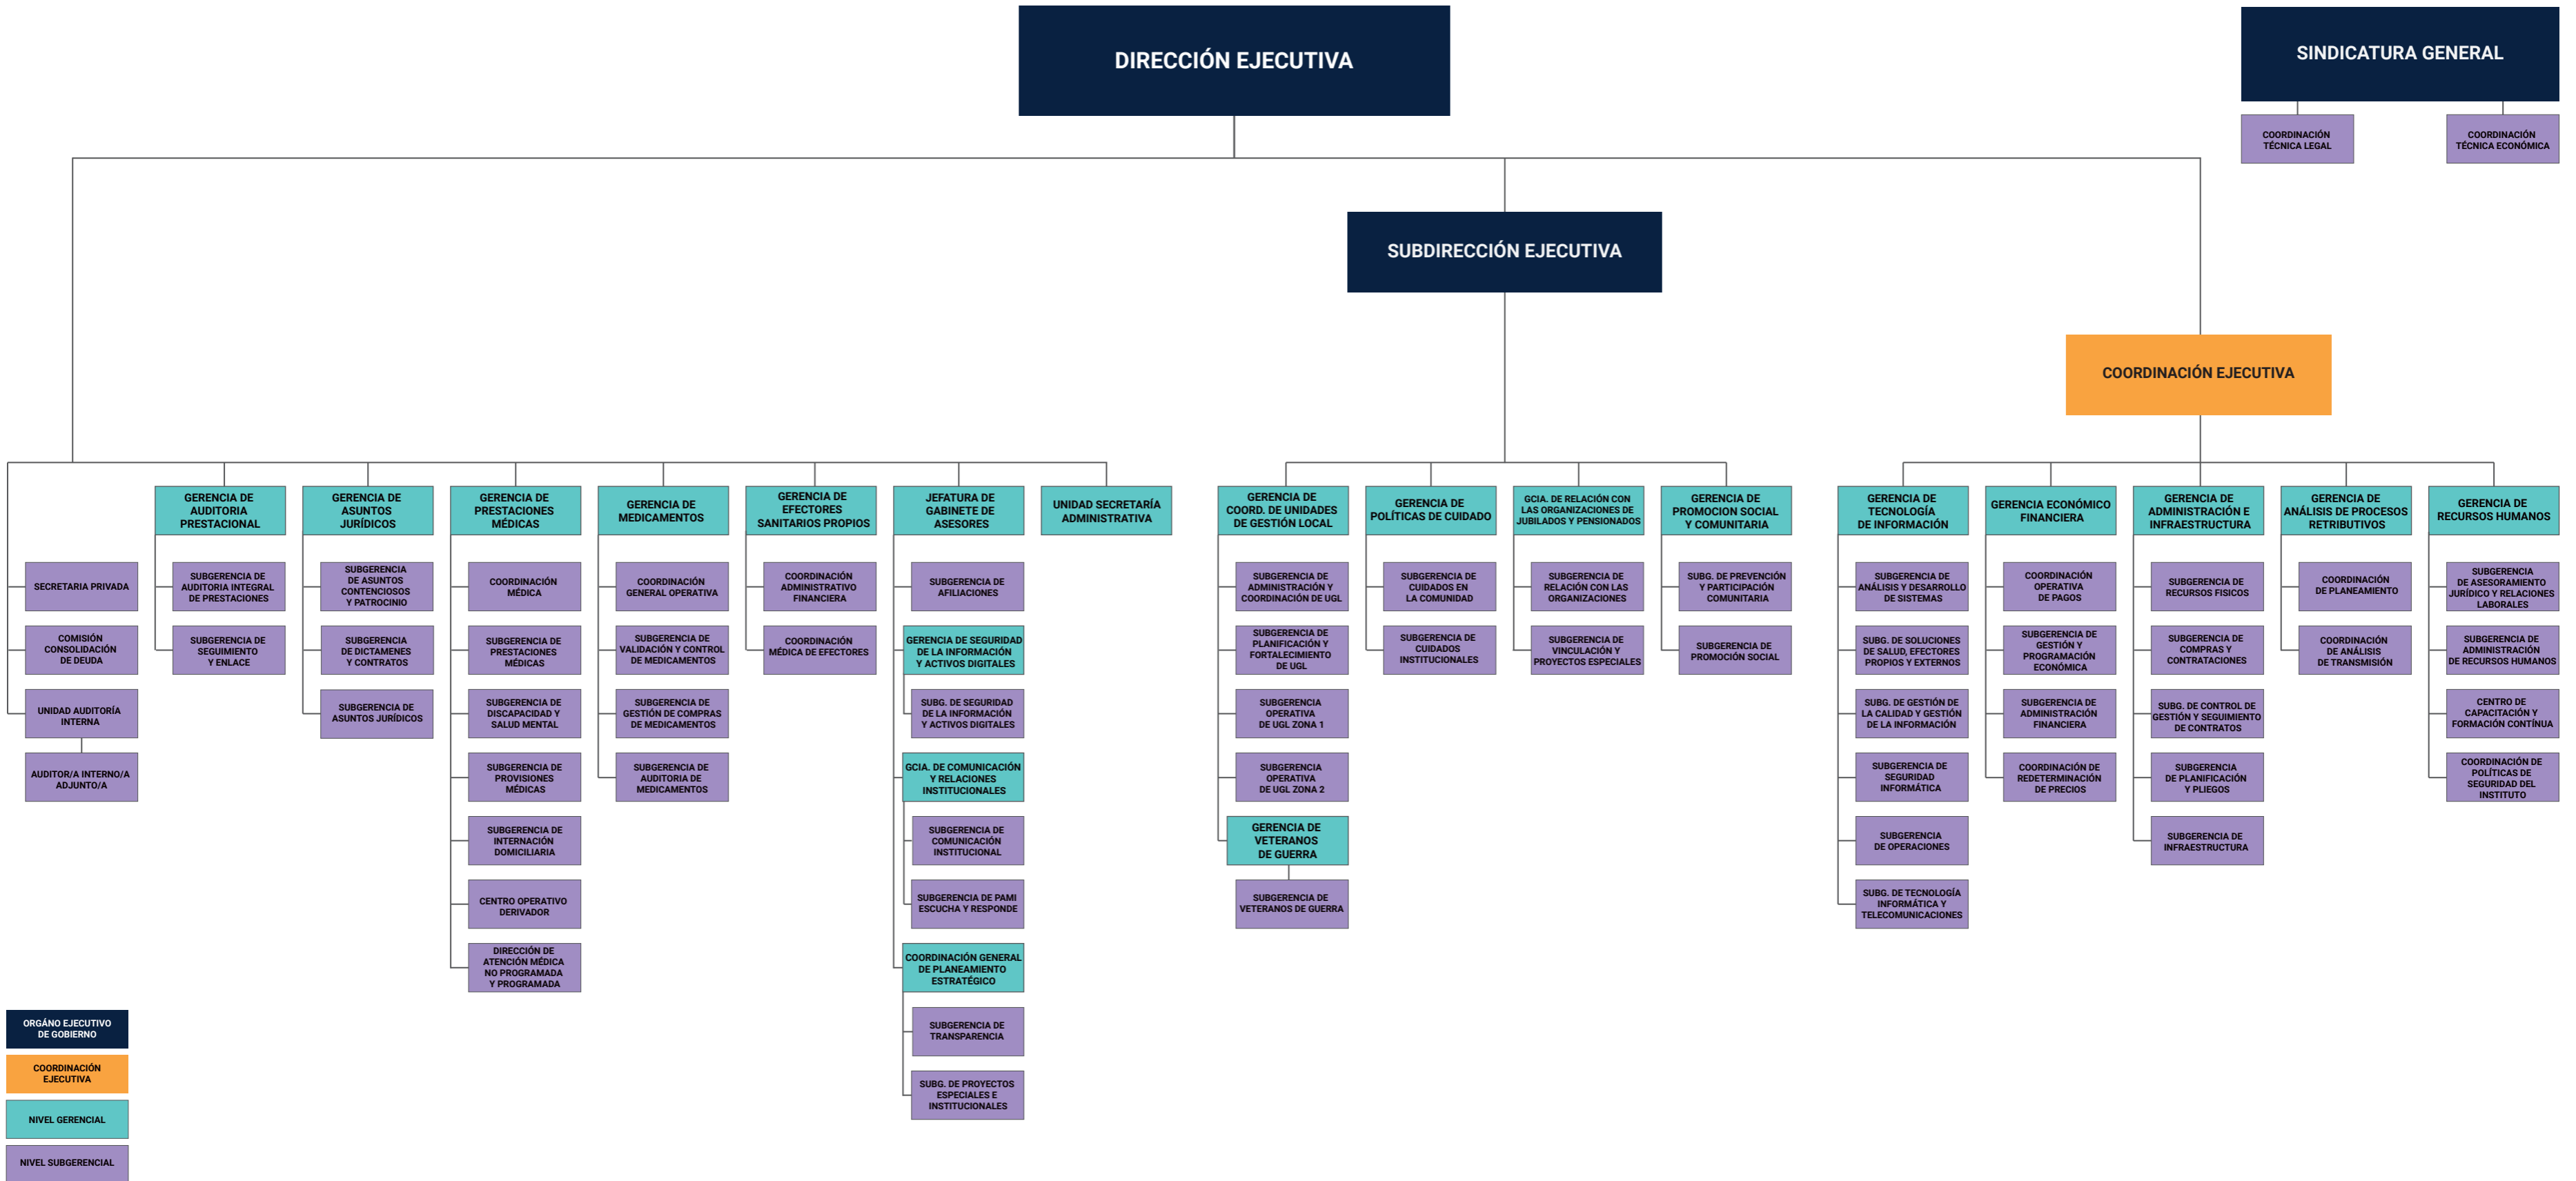 DIRECCIÓN EJECUTIVA
SINDICATURA GENERAL
COORDINACIÓN
TÉCNICA LEGAL
COORDINACIÓN
TÉCNICA ECONÓMICA
SUBDIRECCIÓN EJECUTIVA
COORDINACIÓN EJECUTIVA
SECRETARIA PRIVADA
COMISIÓN
CONSOLIDACIÓN
DE DEUDA
UNIDAD AUDITORÍA
INTERNA
AUDITOR/A INTERNO/A
ADJUNTO/A
GERENCIA DE
AUDITORIA
PRESTACIONAL
SUBGERENCIA DE
AUDITORIA INTEGRAL
DE PRESTACIONES
SUBGERENCIA DE
SEGUIMIENTO
Y ENLACE
GERENCIA DE
ASUNTOS
JURÍDICOS
SUBGERENCIA
DE ASUNTOS
CONTENCIOSOS
Y PATROCINIO
SUBGERENCIA
DE DICTAMENES
Y CONTRATOS
SUBGERENCIA DE
ASUNTOS JURÍDICOS
GERENCIA DE
PRESTACIONES
MÉDICAS
COORDINACIÓN
MÉDICA
SUBGERENCIA DE
PRESTACIONES
MÉDICAS
SUBGERENCIA DE
DISCAPACIDAD Y
SALUD MENTAL
SUBGERENCIA DE
PROVISIONES
MÉDICAS
SUBGERENCIA DE
INTERNACIÓN
DOMICILIARIA
CENTRO OPERATIVO
DERIVADOR
DIRECCIÓN DE
ATENCIÓN MÉDICA
NO PROGRAMADA
Y PROGRAMADA
GERENCIA DE
MEDICAMENTOS
COORDINACIÓN
GENERAL OPERATIVA
SUBGERENCIA DE
VALIDACIÓN Y CONTROL
DE MEDICAMENTOS
SUBGERENCIA DE
GESTIÓN DE COMPRAS
DE MEDICAMENTOS
SUBGERENCIA DE
AUDITORIA DE
MEDICAMENTOS
GERENCIA DE
EFECTORES
SANITARIOS PROPIOS
COORDINACIÓN
ADMINISTRATIVO
FINANCIERA
COORDINACIÓN
MÉDICA DE EFECTORES
JEFATURA DE
GABINETE DE
ASESORES
SUBGERENCIA DE
AFILIACIONES
GERENCIA DE SEGURIDAD
DE LA INFORMACIÓN
Y ACTIVOS DIGITALES
SUBG. DE SEGURIDAD
DE LA INFORMACIÓN
Y ACTIVOS DIGITALES
GCIA. DE COMUNICACIÓN
Y RELACIONES
INSTITUCIONALES
SUBGERENCIA DE
COMUNICACIÓN
INSTITUCIONAL
SUBGERENCIA DE PAMI
ESCUCHA Y RESPONDE
COORDINACIÓN GENERAL
DE PLANEAMIENTO
ESTRATÉGICO
SUBGERENCIA DE
TRANSPARENCIA
SUBG. DE PROYECTOS
ESPECIALES E
INSTITUCIONALES
UNIDAD SECRETARÍA
ADMINISTRATIVA
GERENCIA DE
COORD. DE UNIDADES
DE GESTIÓN LOCAL
SUBGERENCIA DE
ADMINISTRACIÓN Y
COORDINACIÓN DE UGL
SUBGERENCIA DE
PLANIFICACIÓN Y
FORTALECIMIENTO
DE UGL
SUBGERENCIA
OPERATIVA
DE UGL ZONA 1
SUBGERENCIA
OPERATIVA
DE UGL ZONA 2
GERENCIA DE
VETERANOS
DE GUERRA
SUBGERENCIA DE
VETERANOS DE GUERRA
GERENCIA DE
POLÍTICAS DE CUIDADO
SUBGERENCIA DE
CUIDADOS EN
LA COMUNIDAD
SUBGERENCIA DE
CUIDADOS
INSTITUCIONALES
GCIA. DE RELACIÓN CON
LAS ORGANIZACIONES DE
JUBILADOS Y PENSIONADOS
SUBGERENCIA DE
RELACIÓN CON LAS
ORGANIZACIONES
SUBGERENCIA DE
VINCULACIÓN Y
PROYECTOS ESPECIALES
GERENCIA DE
PROMOCION SOCIAL
Y COMUNITARIA
SUBG. DE PREVENCIÓN
Y PARTICIPACIÓN
COMUNITARIA
SUBGERENCIA DE
PROMOCIÓN SOCIAL
GERENCIA DE
TECNOLOGÍA
DE INFORMACIÓN
SUBGERENCIA DE
ANÁLISIS Y DESARROLLO
DE SISTEMAS
SUBG. DE SOLUCIONES
DE SALUD, EFECTORES
PROPIOS Y EXTERNOS
SUBG. DE GESTIÓN DE
LA CALIDAD Y GESTIÓN
DE LA INFORMACIÓN
SUBGERENCIA DE
SEGURIDAD
INFORMÁTICA
SUBGERENCIA
DE OPERACIONES
SUBG. DE TECNOLOGÍA
INFORMÁTICA Y
TELECOMUNICACIONES
GERENCIA ECONÓMICO
FINANCIERA
COORDINACIÓN
OPERATIVA
DE PAGOS
SUBGERENCIA DE
GESTIÓN Y
PROGRAMACIÓN
ECONÓMICA
SUBGERENCIA DE
ADMINISTRACIÓN
FINANCIERA
COORDINACIÓN DE
REDETERMINACIÓN
DE PRECIOS
GERENCIA DE
ADMINISTRACIÓN E
INFRAESTRUCTURA
SUBGERENCIA DE
RECURSOS FISICOS
SUBGERENCIA DE
COMPRAS Y
CONTRATACIONES
SUBG. DE CONTROL DE
GESTIÓN Y SEGUIMIENTO
DE CONTRATOS
SUBGERENCIA
DE PLANIFICACIÓN
Y PLIEGOS
SUBGERENCIA DE
INFRAESTRUCTURA
GERENCIA DE
ANÁLISIS DE PROCESOS
RETRIBUTIVOS
COORDINACIÓN
DE PLANEAMIENTO
COORDINACIÓN
DE ANÁLISIS
DE TRANSMISIÓN
GERENCIA DE
RECURSOS HUMANOS
SUBGERENCIA
DE ASESORAMIENTO
JURÍDICO Y RELACIONES
LABORALES
SUBGERENCIA DE
ADMINISTRACIÓN
DE RECURSOS HUMANOS
CENTRO DE
CAPACITACIÓN Y
FORMACIÓN CONTÍNUA
COORDINACIÓN DE
POLÍTICAS DE
SEGURIDAD DEL
INSTITUTO
ORGÁNO EJECUTIVO
DE GOBIERNO
COORDINACIÓN
EJECUTIVA
NIVEL GERENCIAL
NIVEL SUBGERENCIAL